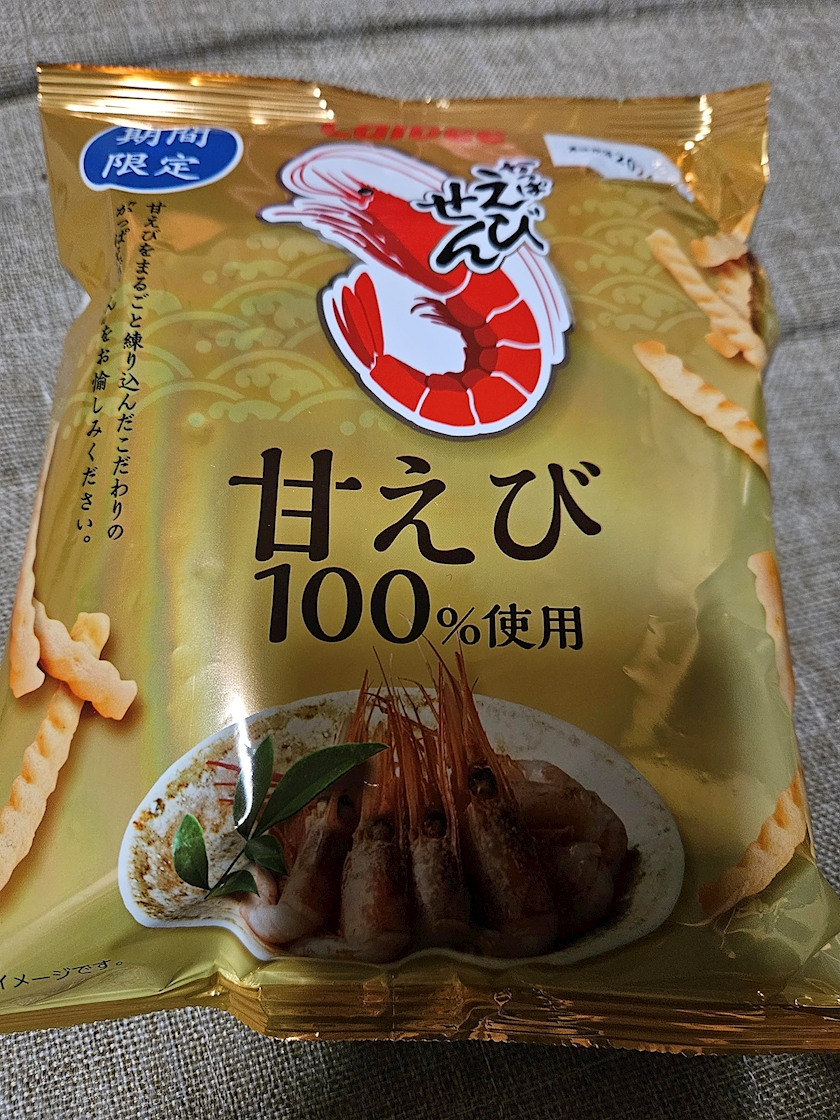 期間
限定
Calbee
かっぱ
えび
せん
甘えびをまるごと練り込んだこだわりの
をお愉しみください。
甘えび
100%使用
イメージです。